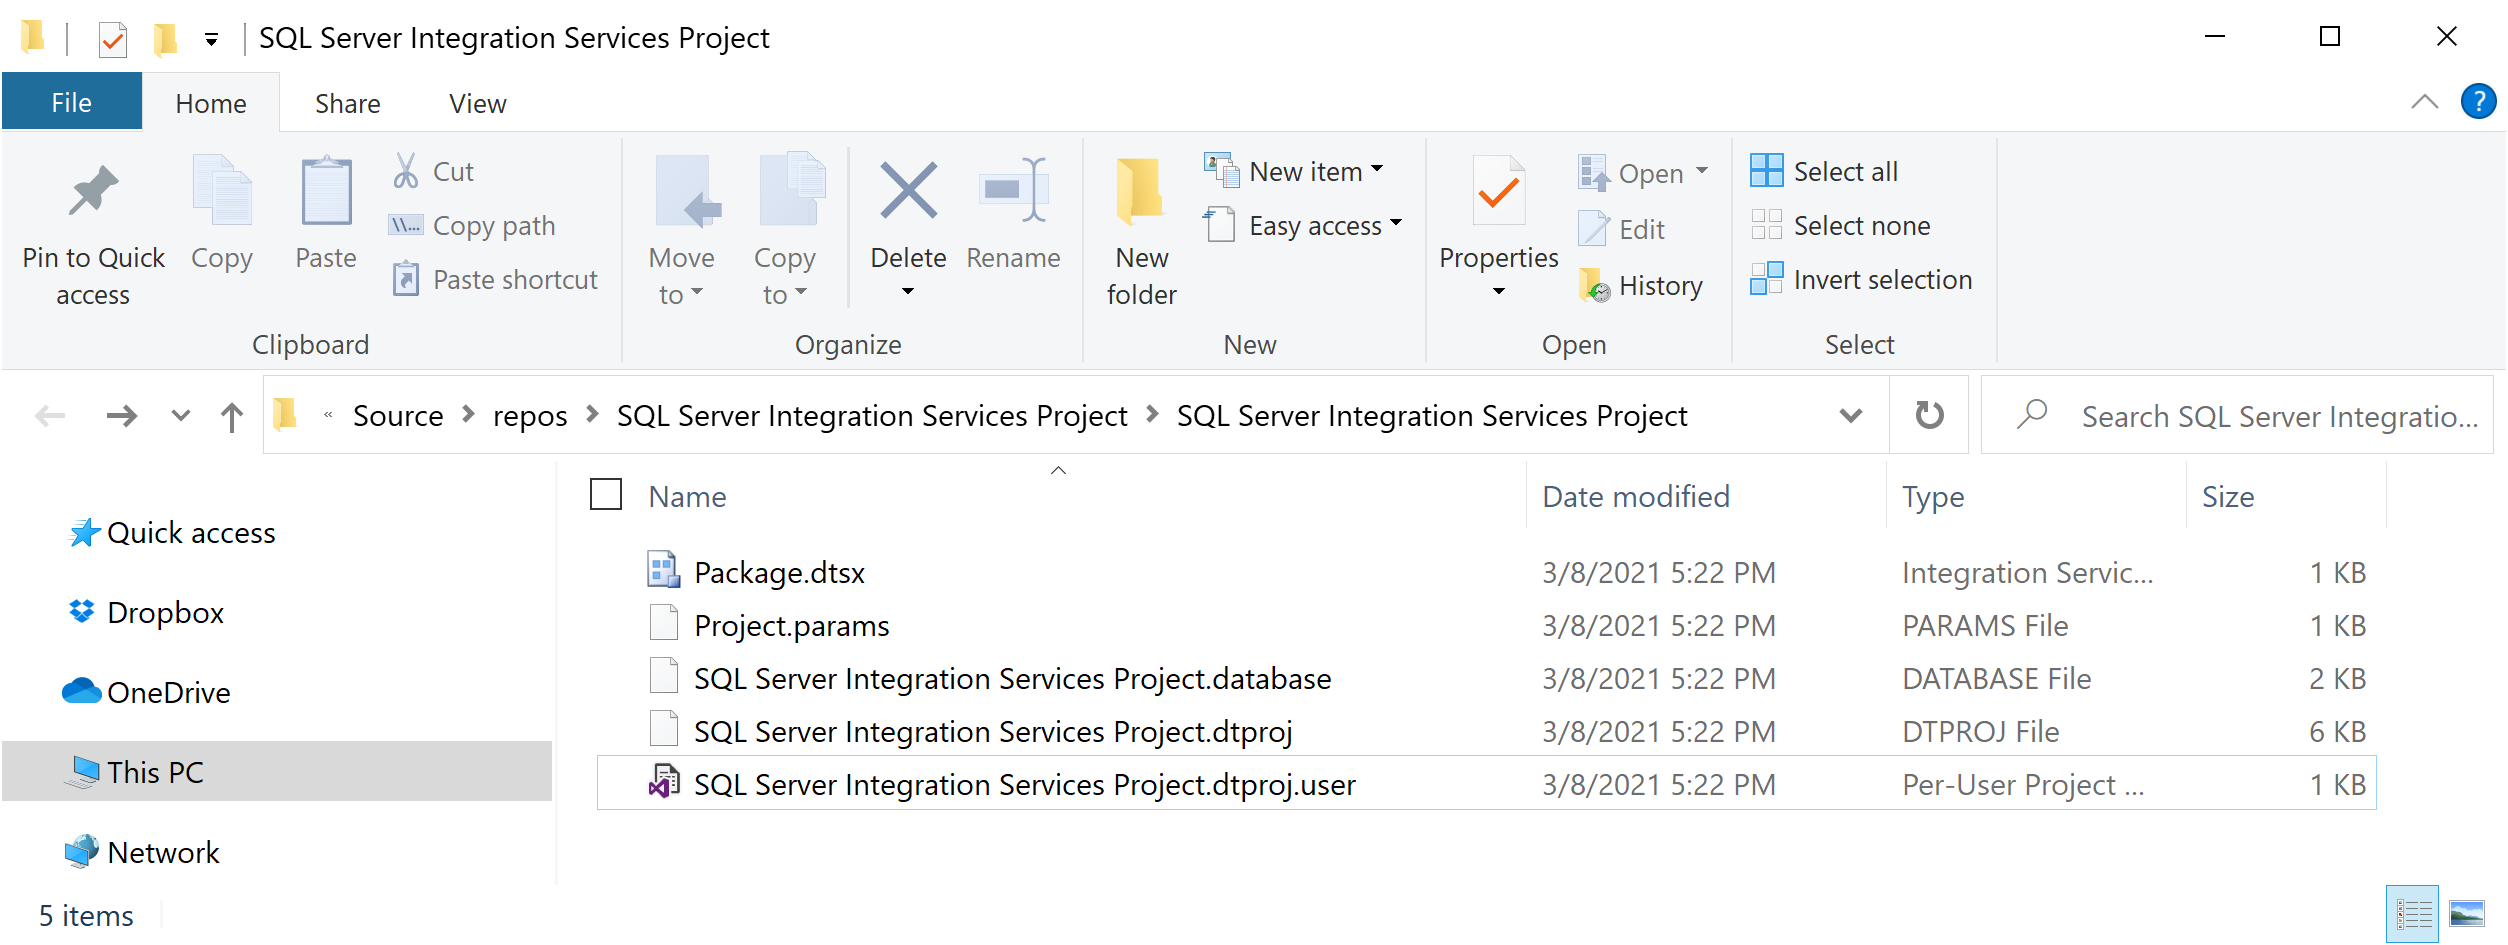 SQL Server Integration Services Project
File Home Share View ?
Pin to Quick access
Copy
Paste
Cut
\\... Copy path
Paste shortcut
Clipboard
Move to
Copy to
Delete
Rename
Organize
New folder
New item
Easy access
New
Properties
Open
Edit
History
Open
Select all
Select none
Invert selection
Select
« Source repos SQL Server Integration Services Project SQL Server Integration Services Project
Search SQL Server Integratio...
Quick access
Dropbox
OneDrive
This PC
Network
Name Date modified Type Size
Package.dtsx 3/8/2021 5:22 PM Integration Servic... 1 KB
Project.params 3/8/2021 5:22 PM PARAMS File 1 KB
SQL Server Integration Services Project.database 3/8/2021 5:22 PM DATABASE File 2 KB
SQL Server Integration Services Project.dtproj 3/8/2021 5:22 PM DTPROJ File 6 KB
SQL Server Integration Services Project.dtproj.user 3/8/2021 5:22 PM Per-User Project ... 1 KB
5 items